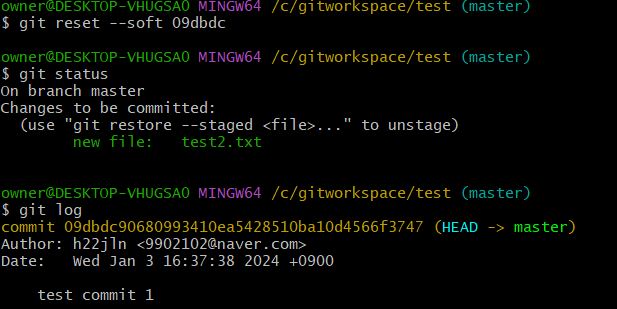 owner@DESKTOP-VHUGSA0 MINGW64 /c/gitworkspace/test (master)
$ git reset --soft 09dbdc
owner@DESKTOP-VHUGSA0 MINGW64 /c/gitworkspace/test (master)
$ git status
On branch master
Changes to be committed:
  (use "git restore --staged <file>..." to unstage)
        new file:   test2.txt
owner@DESKTOP-VHUGSA0 MINGW64 /c/gitworkspace/test (master)
$ git log
commit 09dbdc90680993410ea5428510ba10d4566f3747 (HEAD -> master)
Author: h22jln <9902102@naver.com>
Date:   Wed Jan 3 16:37:38 2024 +0900
    test commit 1